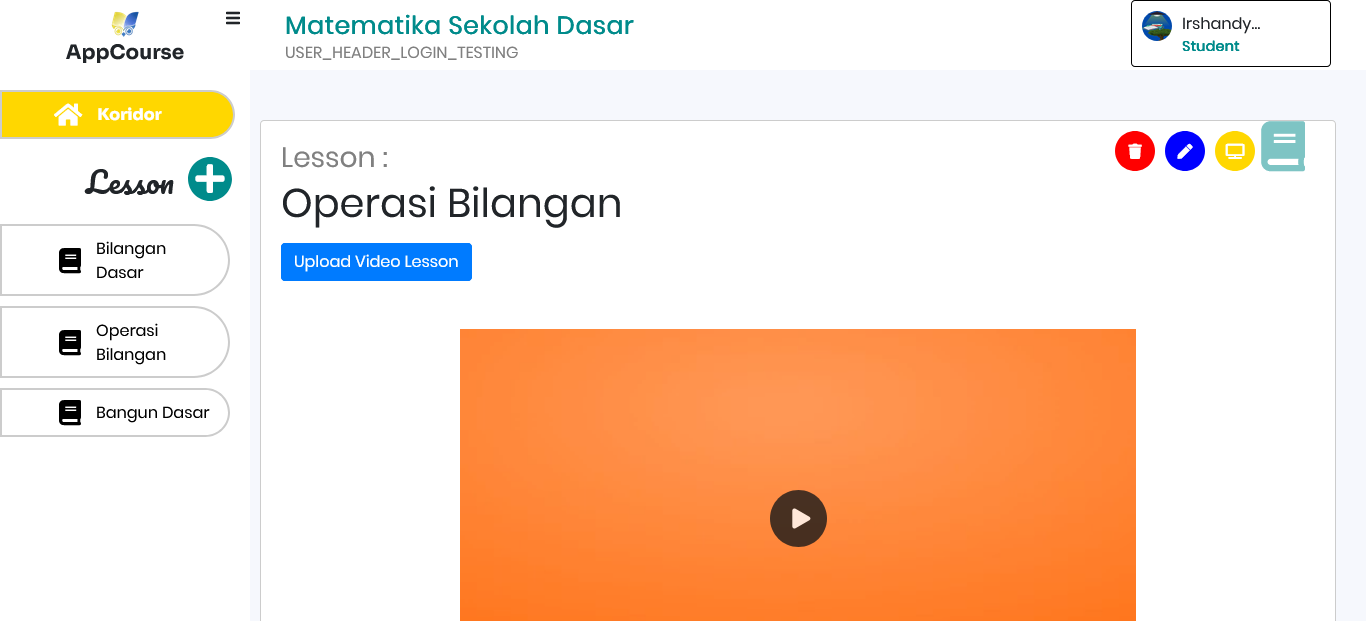 AppCourse
Matematika Sekolah Dasar
USER_HEADER_LOGIN_TESTING
Irshandy...
Student
Koridor
Lesson
Bilangan
Dasar
Operasi
Bilangan
Bangun Dasar
Lesson :
Operasi Bilangan
Upload Video Lesson